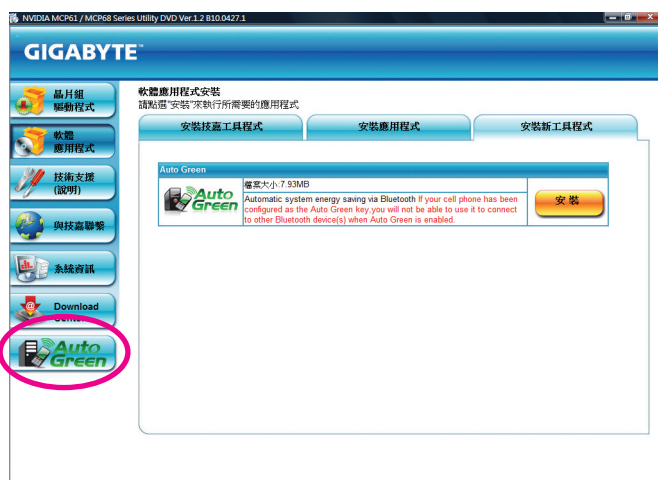 NVIDIA MCP61 / MCP68 Series Utility DVD Ver.1.2 B10.0427.1
GIGABYTE™
晶片組
驅動程式
軟體
應用程式
技術支援
(說明)
與技嘉聯繫
系統資訊
Download
Center
Auto
Green
軟體應用程式安裝
請點選"安裝"來執行所需要的應用程式
安裝技嘉工具程式
安裝應用程式
安裝新工具程式
Auto Green
Auto
Green
檔案大小:7.93MB
Automatic system energy saving via Bluetooth If your cell phone has been
configured as the Auto Green key,you will not be able to use it to connect
to other Bluetooth device(s) when Auto Green is enabled.
安 裝